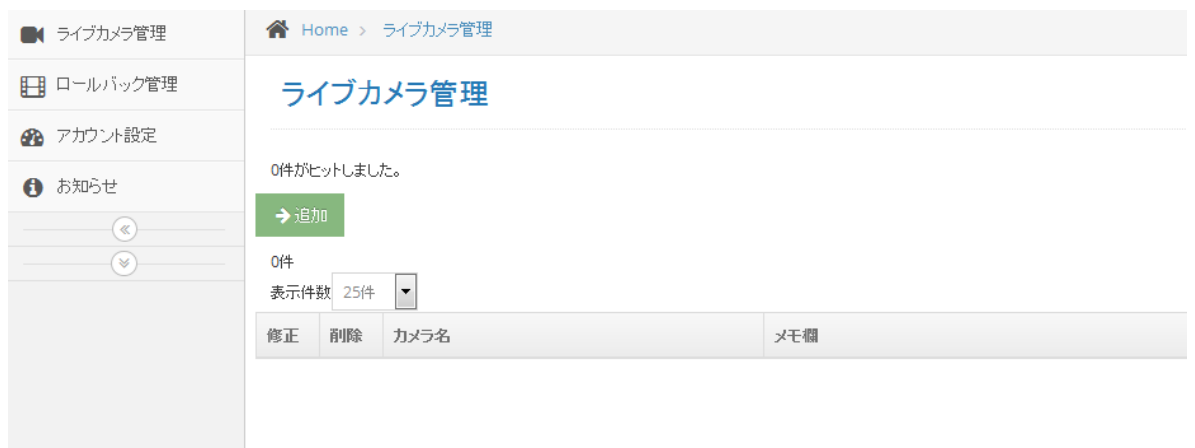 ライブカメラ管理
ロールバック管理
アカウント設定
お知らせ
Home > ライブカメラ管理
ライブカメラ管理
0件がヒットしました。
追加
0件
表示件数 25件
修正 削除 カメラ名 メモ欄